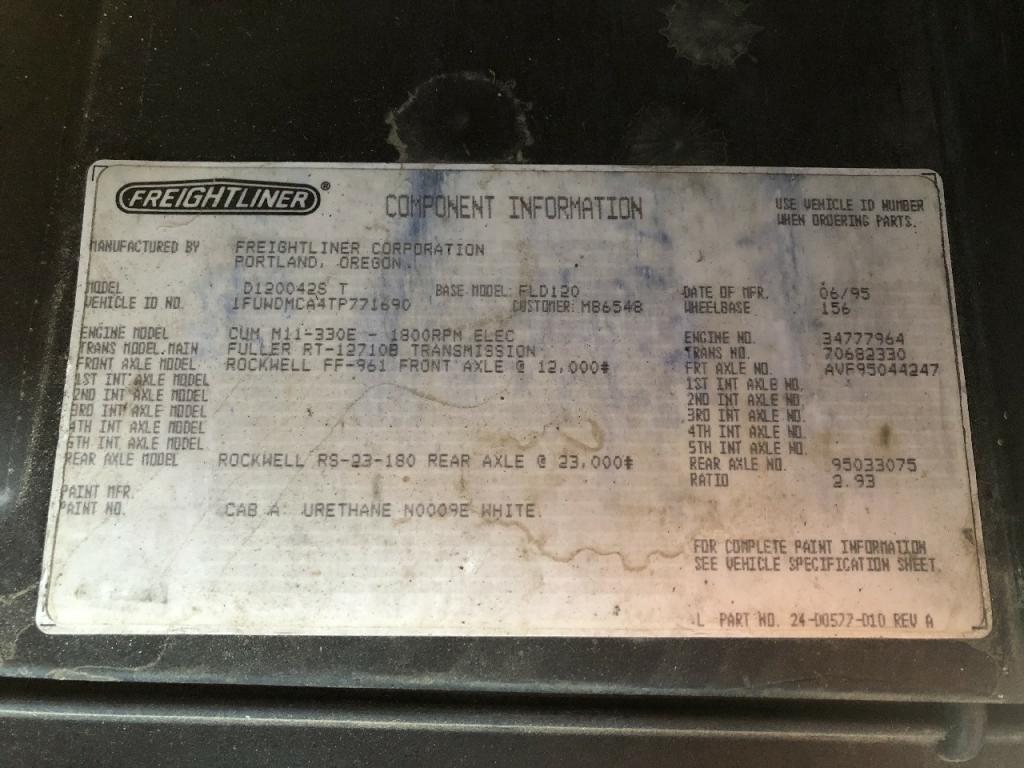 FREIGHTLINER ®
COMPONENT INFORMATION
USE VEHICLE ID NUMBER
WHEN ORDERING PARTS.
MANUFACTURED BY FREIGHTLINER CORPORATION
PORTLAND, OREGON
MODEL D120042S T BASE MODEL: FLD120 DATE OF MFR. 06/95
VEHICLE ID NO. 1FUWDMCA4TP771690 CUSTOMER: M86548 WHEELBASE 156
ENGINE MODEL CUM M11-330E - 1800RPM ELEC ENGINE NO. 34777964
TRANS MODEL.MAIN FULLER RT-12710B TRANSMISSION TRANS NO. 70682330
FRONT AXLE MODEL ROCKWELL FF-961 FRONT AXLE @ 12,000# FRT AXLE NO. AVF95044247
1ST INT AXLE MODEL 1ST INT AXLE NO.
2ND INT AXLE MODEL 2ND INT AXLE NO.
3RD INT AXLE MODEL 3RD INT AXLE NO.
4TH INT AXLE MODEL 4TH INT AXLE NO.
5TH INT AXLE MODEL 5TH INT AXLE NO.
REAR AXLE MODEL ROCKWELL RS-23-180 REAR AXLE @ 23,000# REAR AXLE NO. 95033075
RATIO 2.93
PAINT MFR.
PAINT NO. CAB A: URETHANE N0009E WHITE.
FOR COMPLETE PAINT INFORMATION
SEE VEHICLE SPECIFICATION SHEET.
L PART NO. 24-00577-010 REV A